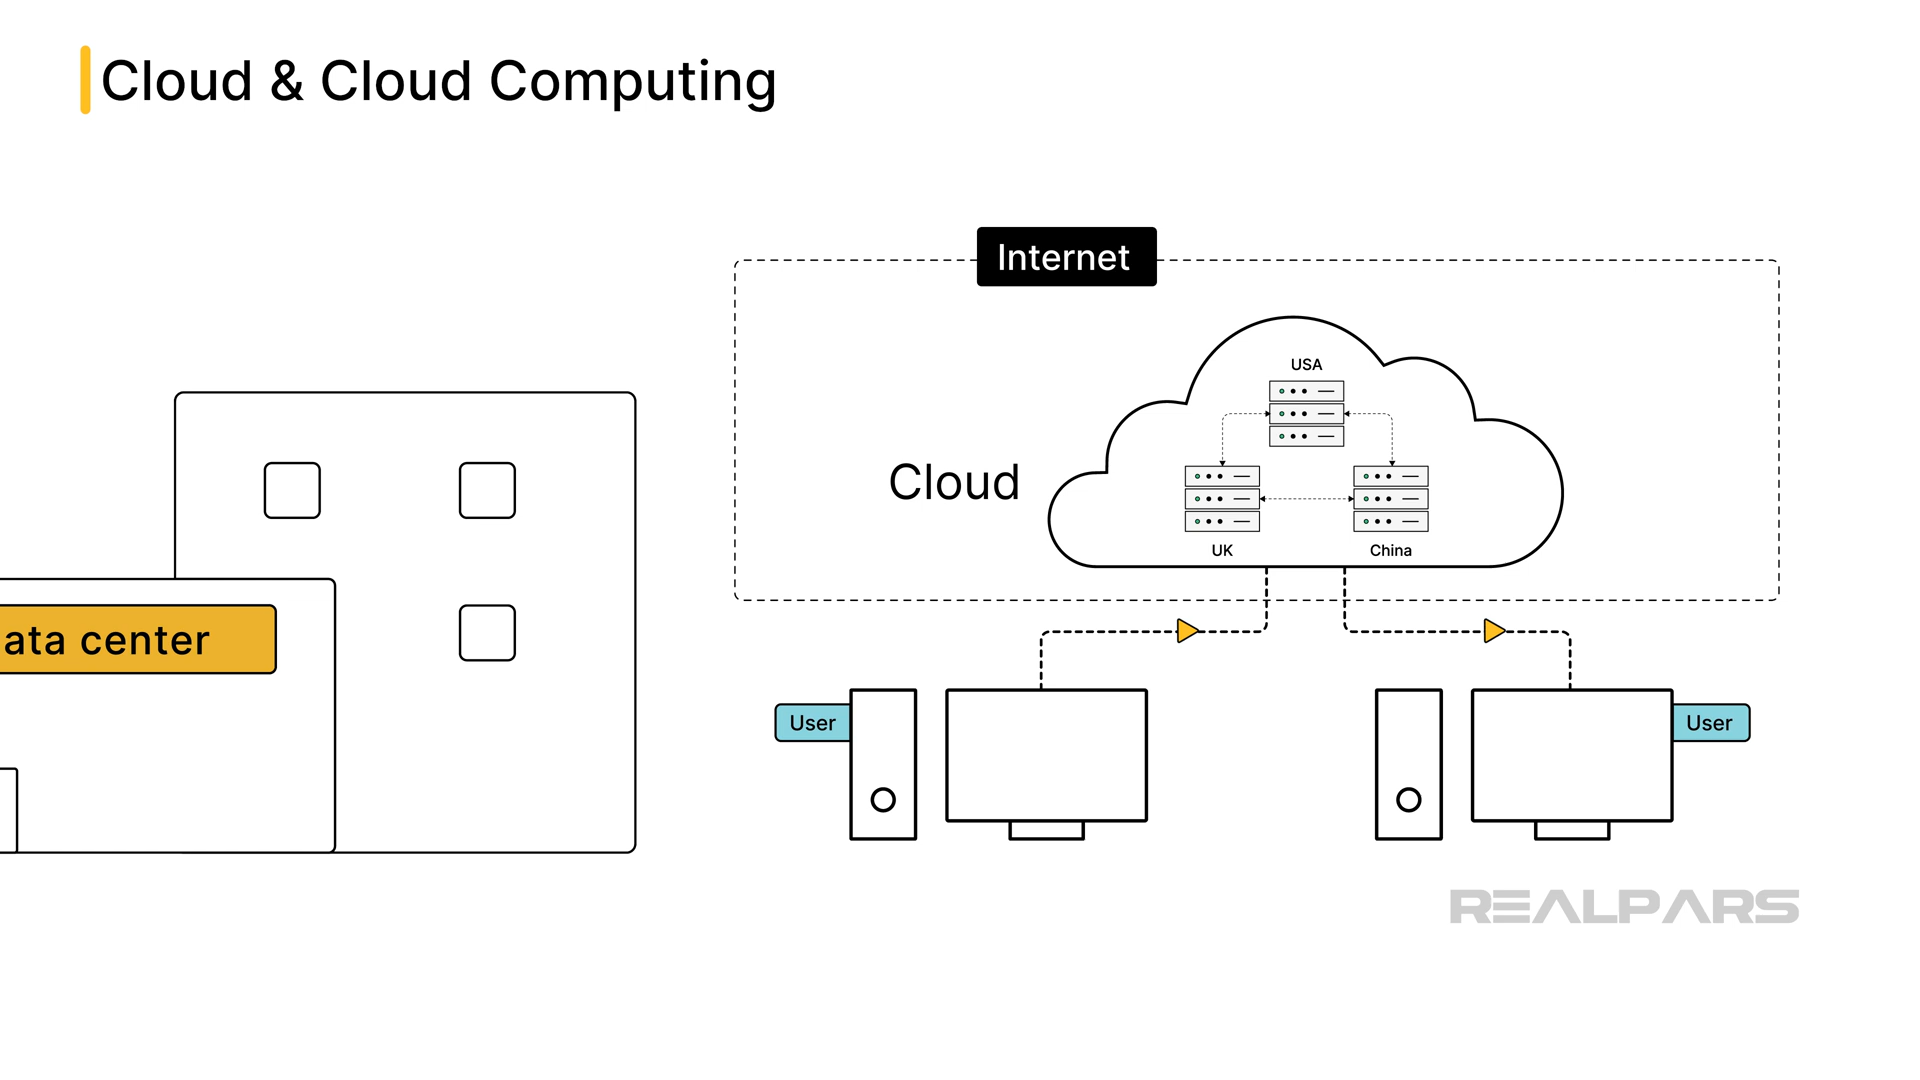 Cloud & Cloud Computing
Internet
USA
Cloud
UK
China
ata center
User
User
REALPARS